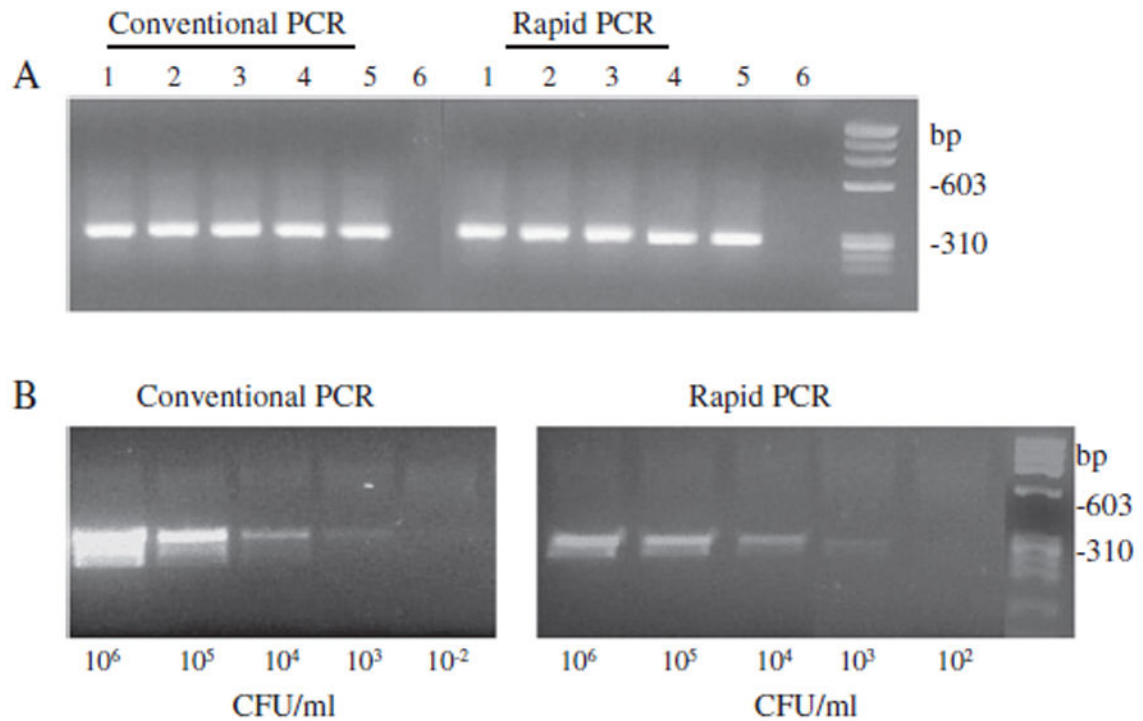 Conventional PCR Rapid PCR
A 1 2 3 4 5 6 1 2 3 4 5 6
bp
-603
-310
B Conventional PCR Rapid PCR
bp
-603
-310
10⁶ 10⁵ 10⁴ 10³ 10⁻² 10⁶ 10⁵ 10⁴ 10³ 10²
CFU/ml CFU/ml